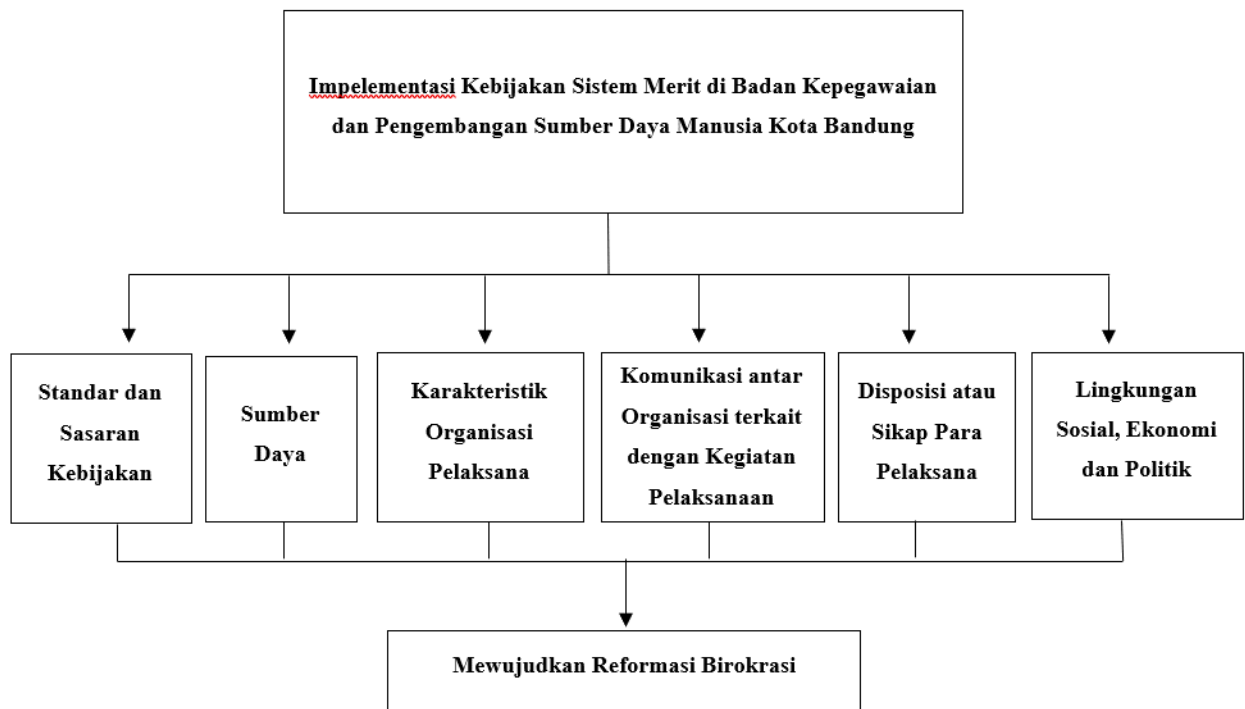 Impelementasi Kebijakan Sistem Merit di Badan Kepegawaian
dan Pengembangan Sumber Daya Manusia Kota Bandung
Standar dan
Sasaran
Kebijakan
Sumber
Daya
Karakteristik
Organisasi
Pelaksana
Komunikasi antar
Organisasi terkait
dengan Kegiatan
Pelaksanaan
Disposisi atau
Sikap Para
Pelaksana
Lingkungan
Sosial, Ekonomi
dan Politik
Mewujudkan Reformasi Birokrasi